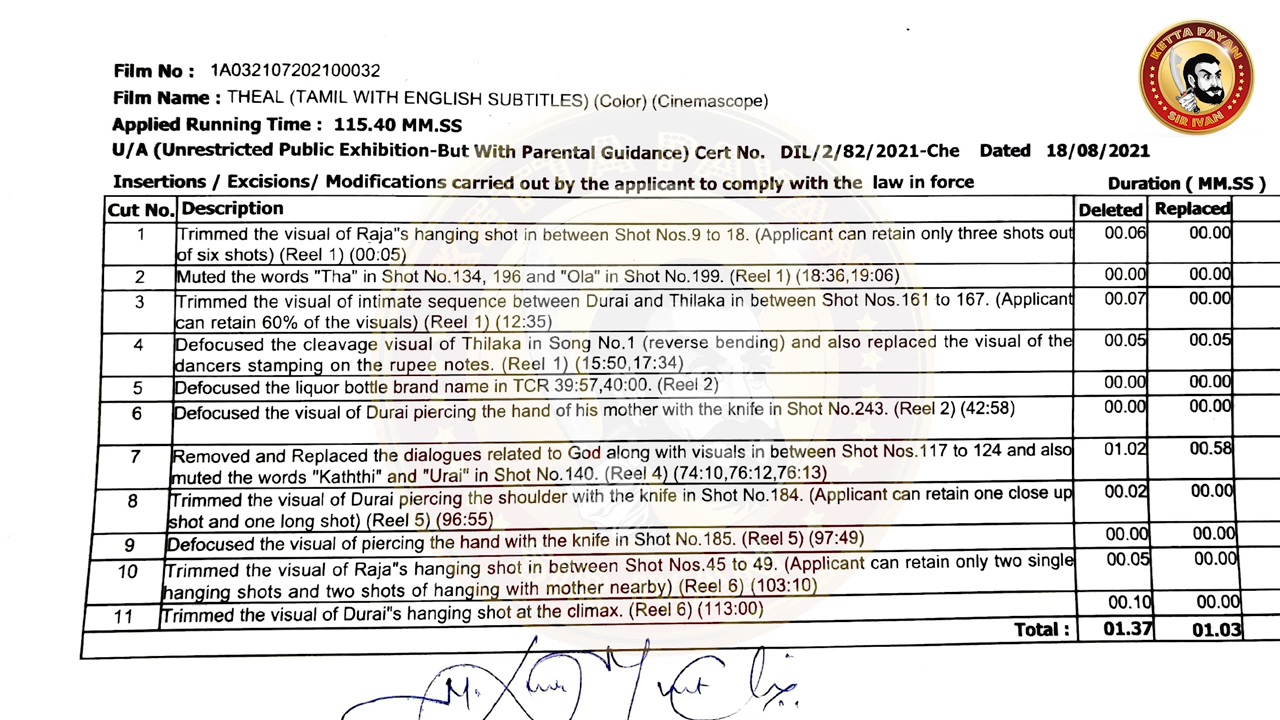 KETTA PAYAN
SIR IVAN
Film No : 1A032107202100032
Film Name : THEAL (TAMIL WITH ENGLISH SUBTITLES) (Color) (Cinemascope)
Applied Running Time : 115.40 MM.SS
U/A (Unrestricted Public Exhibition-But With Parental Guidance) Cert No. DIL/2/82/2021-Che Dated 18/08/2021
Insertions / Excisions/ Modifications carried out by the applicant to comply with the law in force Duration ( MM.SS )
Cut No. Description Deleted Replaced
1 Trimmed the visual of Raja"s hanging shot in between Shot Nos.9 to 18. (Applicant can retain only three shots out 00.06 00.00
of six shots) (Reel 1) (00:05)
2 Muted the words "Tha" in Shot No.134, 196 and "Ola" in Shot No.199. (Reel 1) (18:36,19:06) 00.00 00.00
3 Trimmed the visual of intimate sequence between Durai and Thilaka in between Shot Nos.161 to 167. (Applicant 00.07 00.00
can retain 60% of the visuals) (Reel 1) (12:35)
4 Defocused the cleavage visual of Thilaka in Song No.1 (reverse bending) and also replaced the visual of the 00.05 00.05
dancers stamping on the rupee notes. (Reel 1) (15:50,17:34)
5 Defocused the liquor bottle brand name in TCR 39:57,40:00. (Reel 2) 00.00 00.00
6 Defocused the visual of Durai piercing the hand of his mother with the knife in Shot No.243. (Reel 2) (42:58) 00.00 00.00
7 Removed and Replaced the dialogues related to God along with visuals in between Shot Nos.117 to 124 and also 01.02 00.58
muted the words "Kaththi" and "Urai" in Shot No.140. (Reel 4) (74:10,76:12,76:13)
8 Trimmed the visual of Durai piercing the shoulder with the knife in Shot No.184. (Applicant can retain one close up 00.02 00.00
shot and one long shot) (Reel 5) (96:55)
9 Defocused the visual of piercing the hand with the knife in Shot No.185. (Reel 5) (97:49) 00.00 00.00
10 Trimmed the visual of Raja"s hanging shot in between Shot Nos.45 to 49. (Applicant can retain only two single 00.05 00.00
hanging shots and two shots of hanging with mother nearby) (Reel 6) (103:10)
11 Trimmed the visual of Durai"s hanging shot at the climax. (Reel 6) (113:00) 00.10 00.00
Total : 01.37 01.03